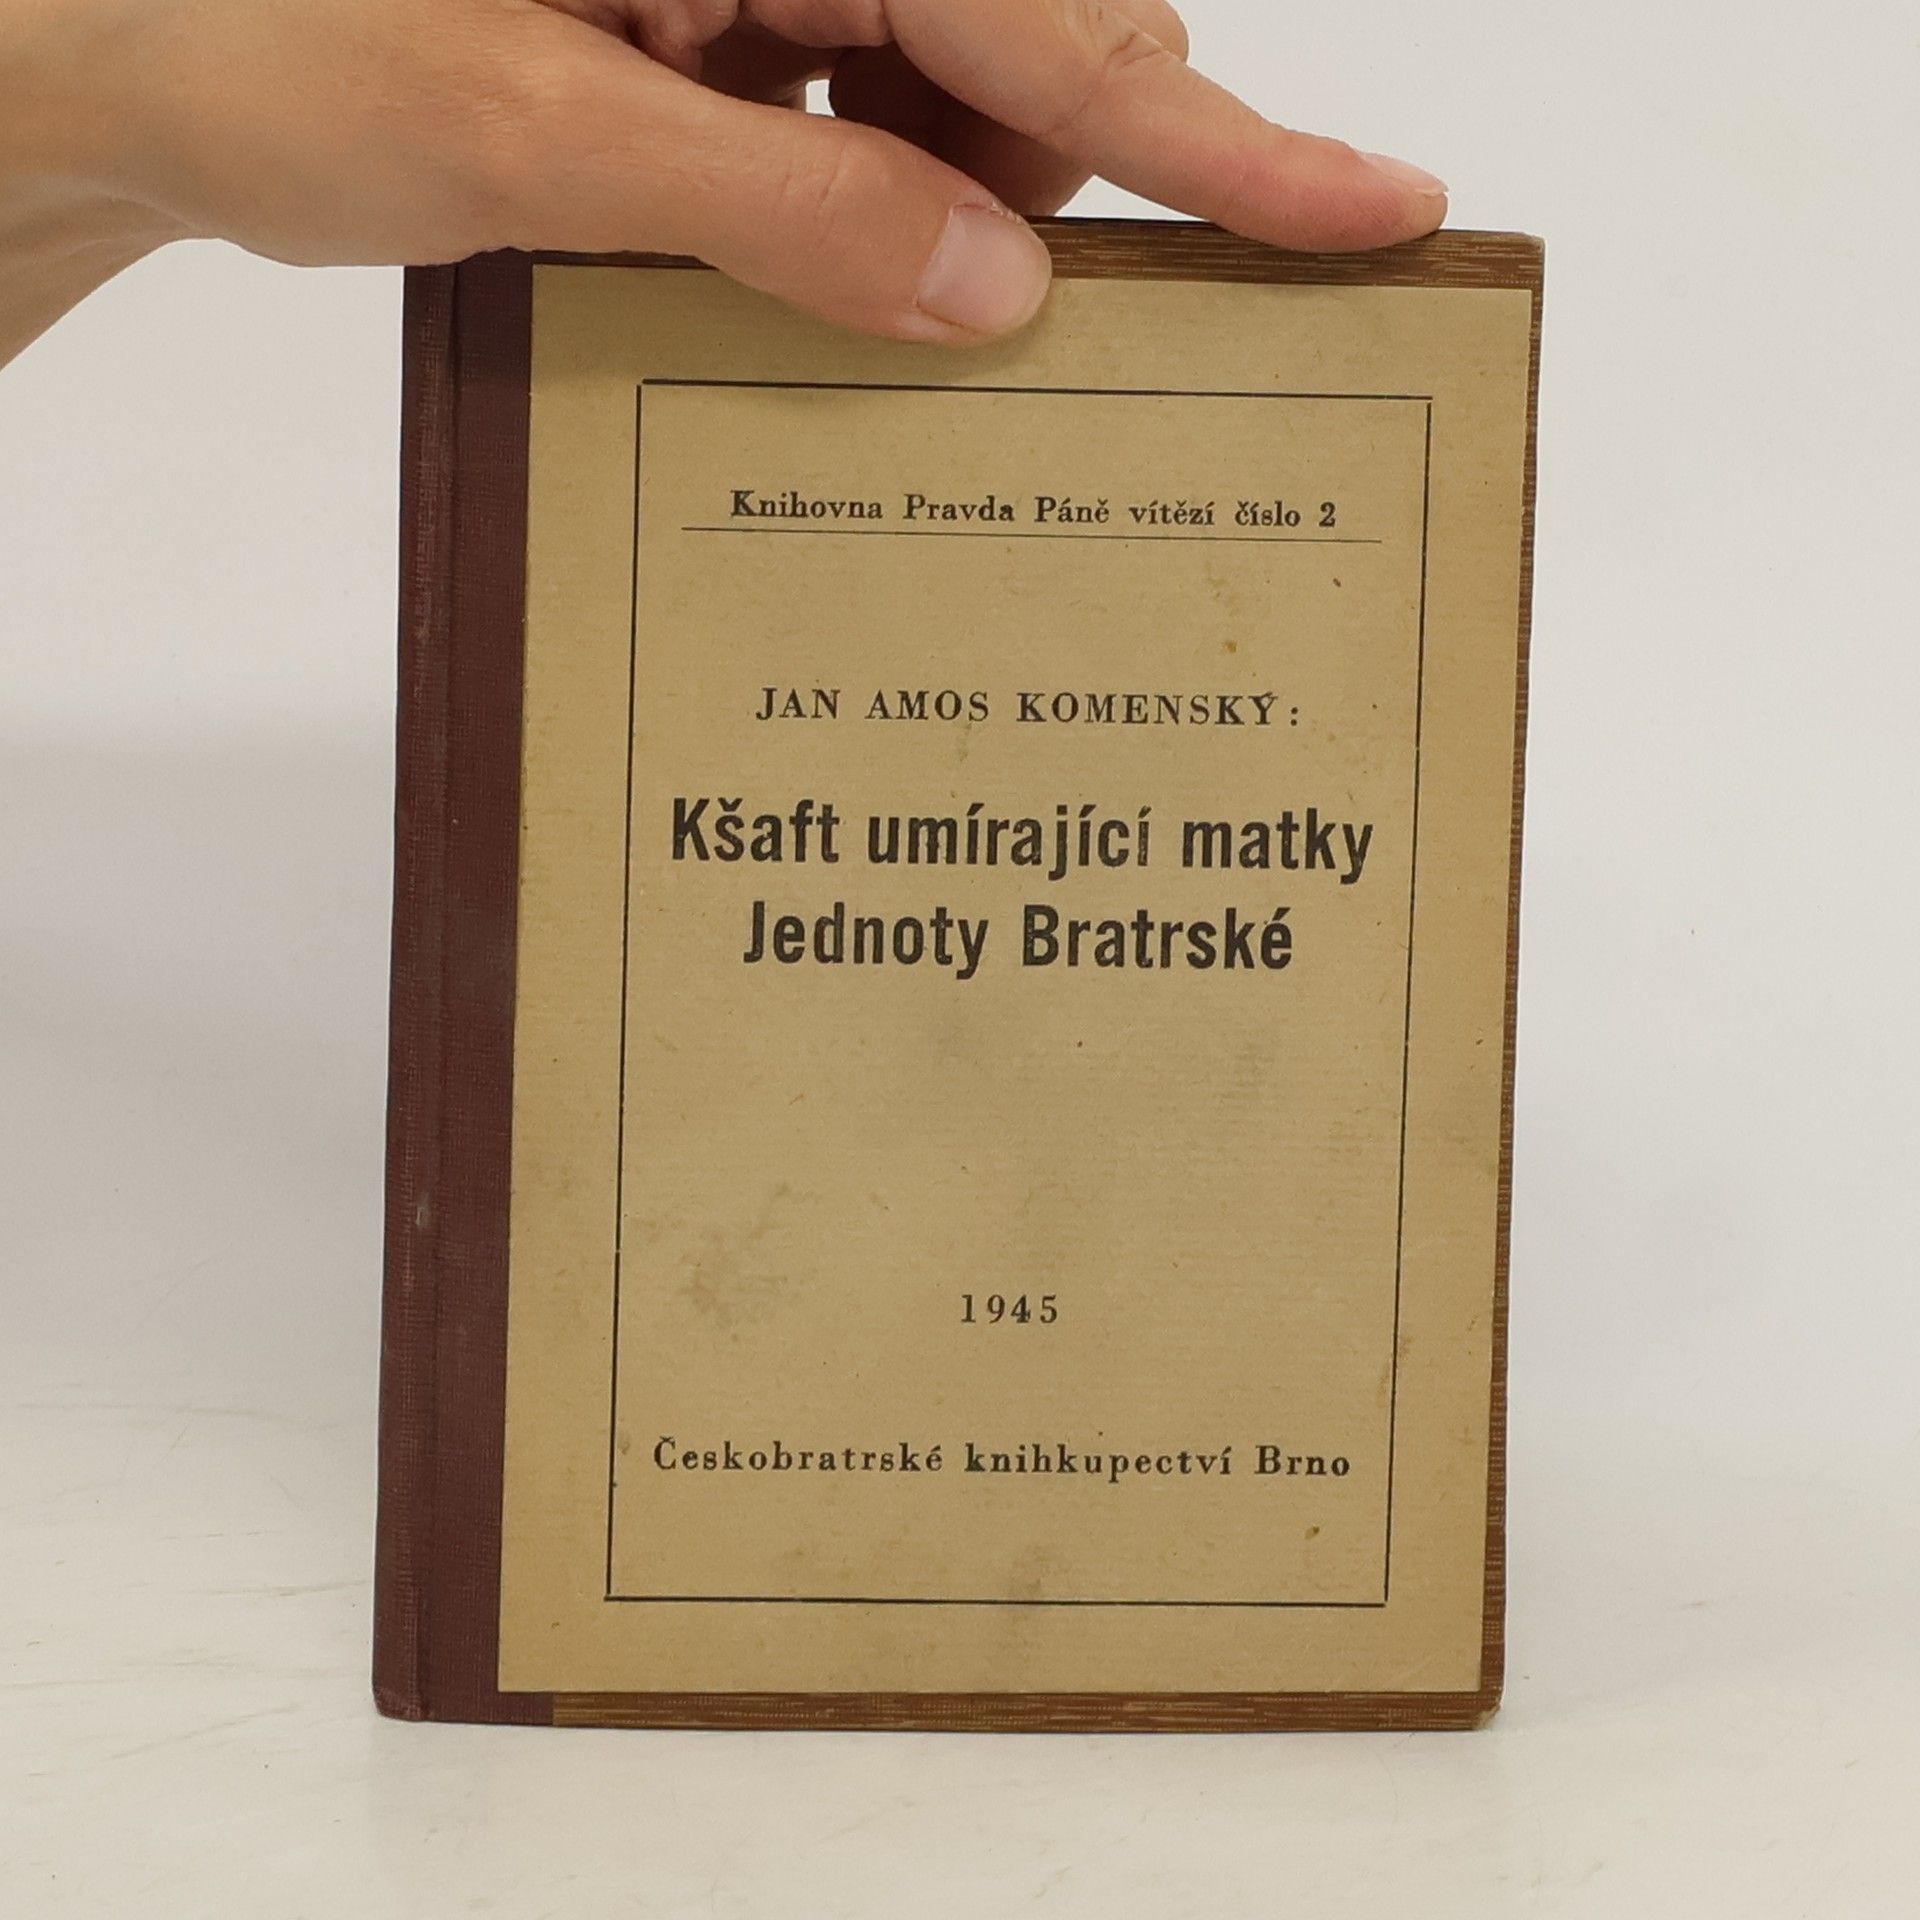 Knihovna Pravda Páně vítězí číslo 2
JAN AMOS KOMENSKÝ:
Kšaft umírající matky
Jednoty Bratrské
1945
Českobratrské knihkupectví Brno